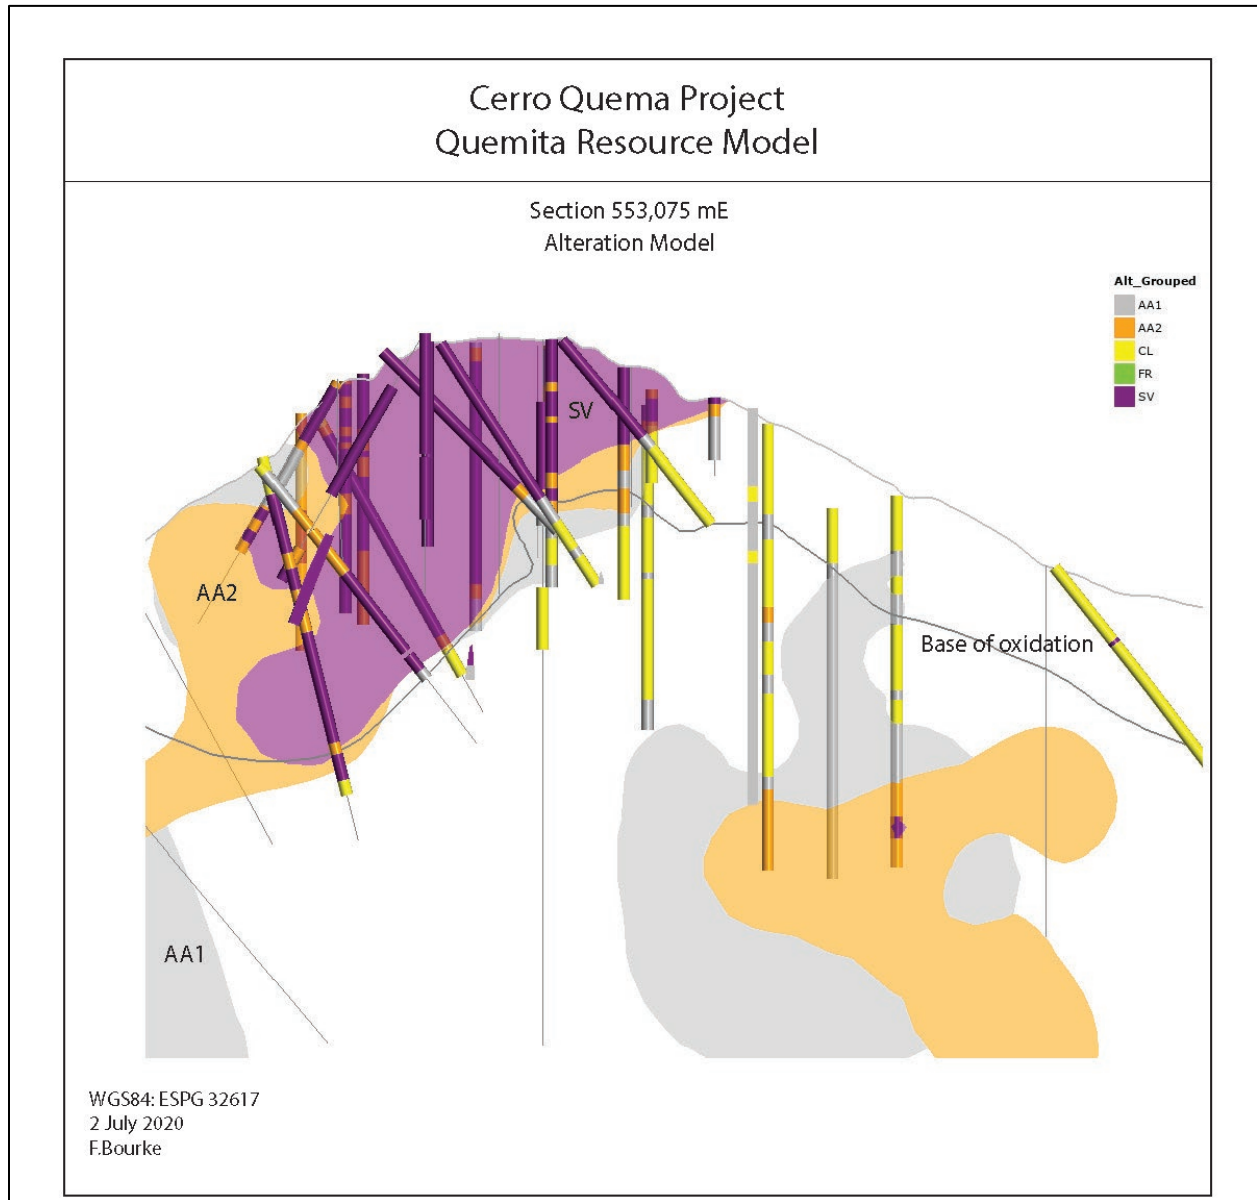 Cerro Quema Project
Quemita Resource Model
Section 553,075 mE
Alteration Model
Alt_Grouped
AA1
AA2
CL
FR
SV
SV
AA2
Base of oxidation
AA1
WGS84: ESPG 32617
2 July 2020
F.Bourke